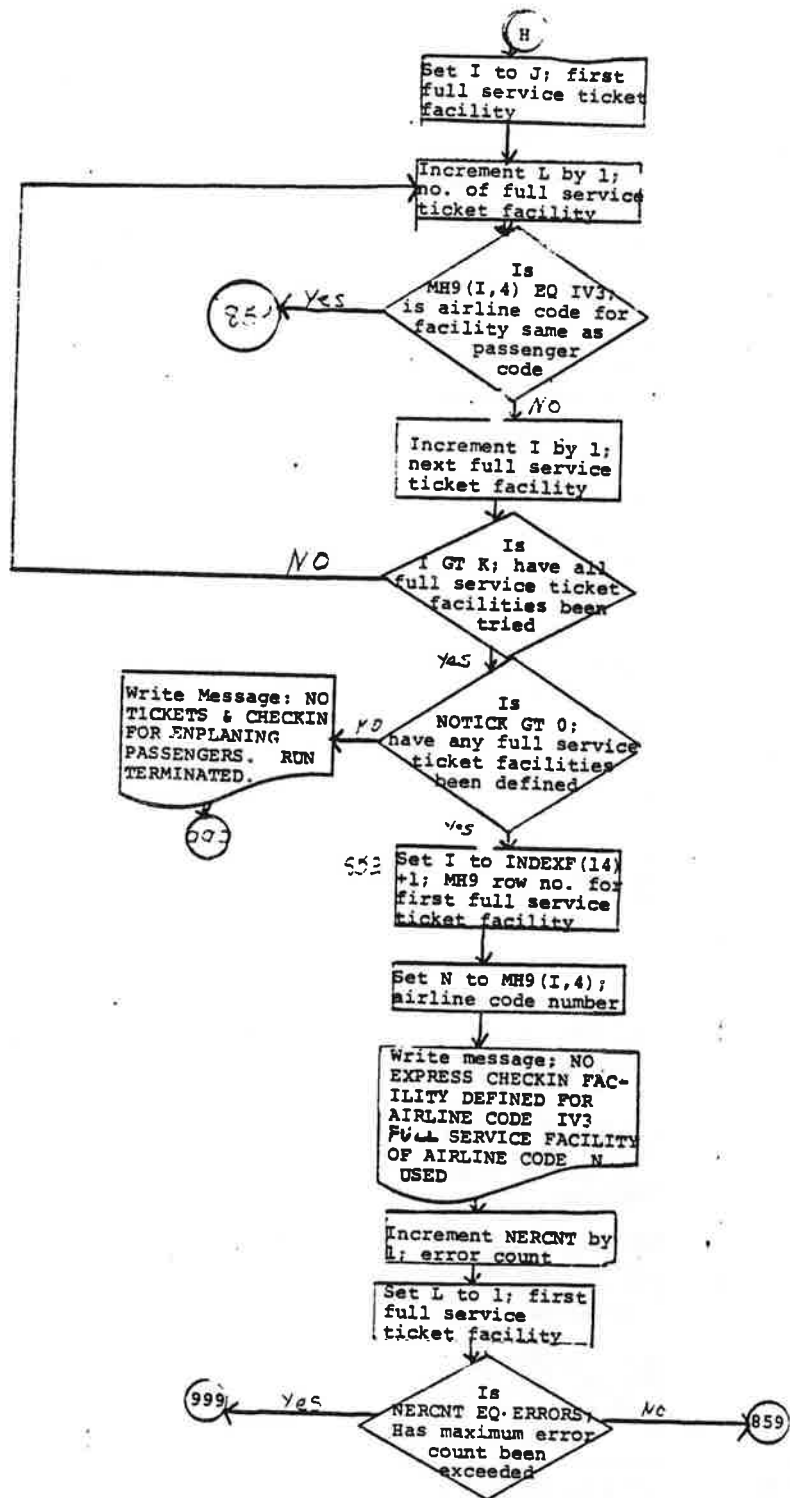 H
Set I to J; first
full service ticket
facility
Increment L by 1;
no. of full service
ticket facility
Is
MH9(I,4) EQ IV3;
is airline code for
facility same as
passenger
code
Yes
NO
Increment I by 1;
next full service
ticket facility
Is
I GT K; have all
full service ticket
facilities been
tried
NO
Yes
Write Message: NO
TICKETS & CHECKIN
FOR ENPLANING
PASSENGERS. RUN
TERMINATED.
Is
NOTICK GT 0;
have any full service
ticket facilities
been defined
Yes
Set I to INDEXF(14)
+1; MH9 row no. for
first full service
ticket facility
Set N to MH9(I,4);
airline code number
Write message; NO
EXPRESS CHECKIN FAC-
ILITY DEFINED FOR
AIRLINE CODE IV3
FULL SERVICE FACILITY
OF AIRLINE CODE N
USED
Increment NERCNT by
1; error count
Set L to 1; first
full service
ticket facility
Is
NERCNT EQ. ERRORS;
Has maximum error
count been
exceeded
Yes
999
NO
859